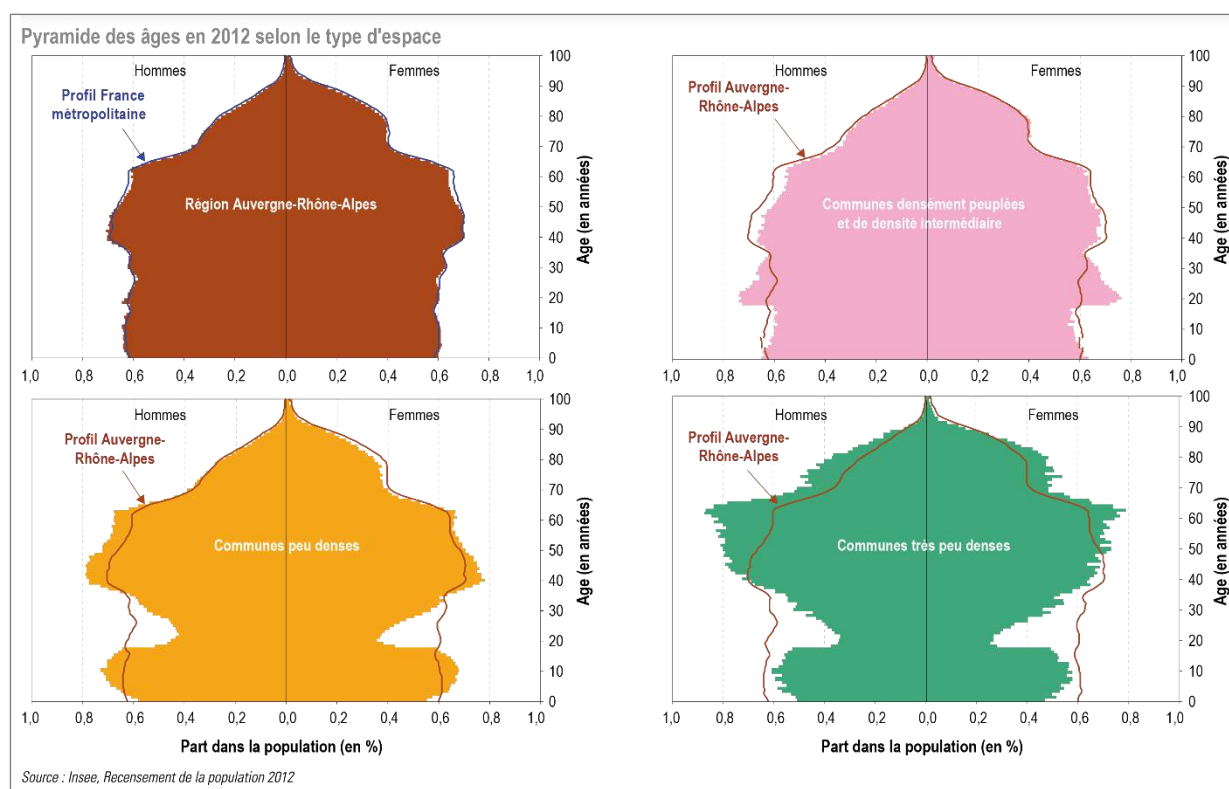 Pyramide des âges en 2012 selon le type d'espace
Hommes
Femmes
Profil France
métropolitaine
Région Auvergne-Rhône-Alpes
100
90
80
70
60
50
40
30
20
10
0
Age (en années)
1,0 0,8 0,6 0,4 0,2 0,0 0,2 0,4 0,6 0,8 1,0
Hommes
Femmes
Profil Auvergne-
Rhône-Alpes
Communes densément peuplées
et de densité intermédiaire
100
90
80
70
60
50
40
30
20
10
0
Age (en années)
1,0 0,8 0,6 0,4 0,2 0,0 0,2 0,4 0,6 0,8 1,0
Hommes
Femmes
Profil Auvergne-
Rhône-Alpes
Communes peu denses
100
90
80
70
60
50
40
30
20
10
0
Age (en années)
1,0 0,8 0,6 0,4 0,2 0,0 0,2 0,4 0,6 0,8 1,0
Part dans la population (en %)
Hommes
Femmes
Profil Auvergne-
Rhône-Alpes
Communes très peu denses
100
90
80
70
60
50
40
30
20
10
0
Age (en années)
1,0 0,8 0,6 0,4 0,2 0,0 0,2 0,4 0,6 0,8 1,0
Part dans la population (en %)
Source : Insee, Recensement de la population 2012